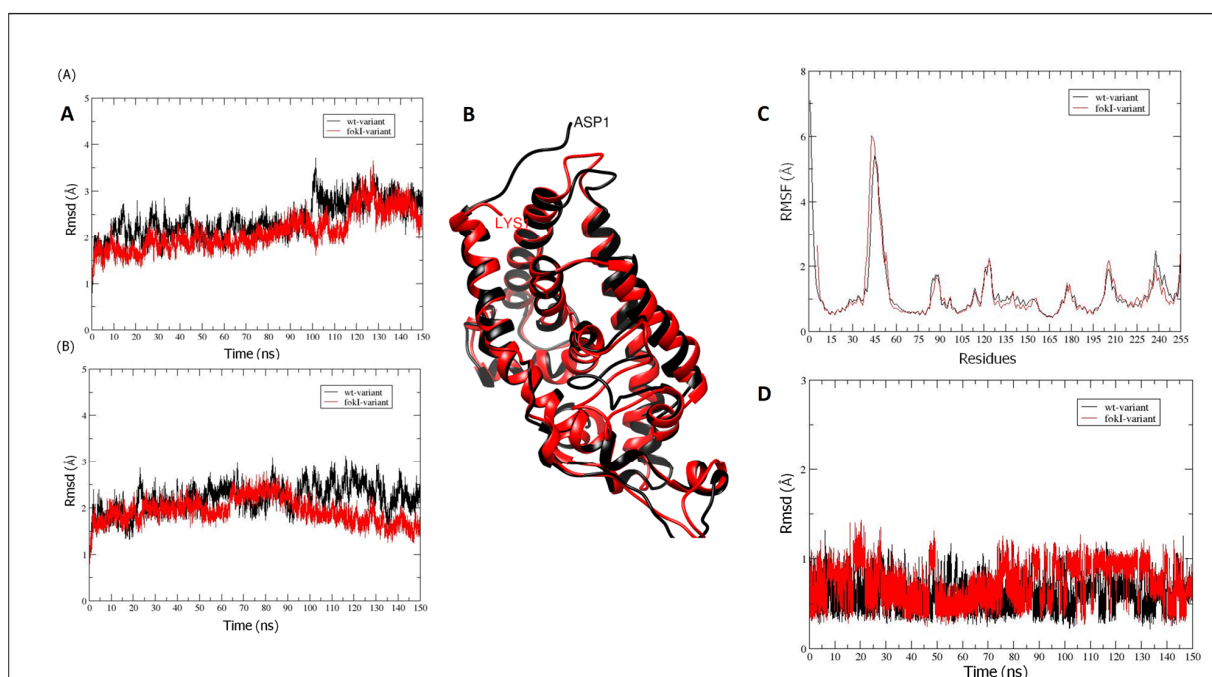 (A)
A
5
4
3
2
1
0
Rmsd (Å)
wt-variant
fokI-variant
0 10 20 30 40 50 60 70 80 90 100 110 120 130 140 150
Time (ns)
(B)
5
4
3
2
1
0
Rmsd (Å)
wt-variant
fokI-variant
0 10 20 30 40 50 60 70 80 90 100 110 120 130 140 150
Time (ns)
B
ASP1
LYS1
C
8
6
4
2
0
RMSF (Å)
wt-variant
fokI-variant
0 15 30 45 60 75 90 105 120 135 150 165 180 195 210 225 240 255
Residues
D
3
2
1
0
Rmsd (Å)
wt-variant
fokI-variant
0 10 20 30 40 50 60 70 80 90 100 110 120 130 140 150
Time (ns)